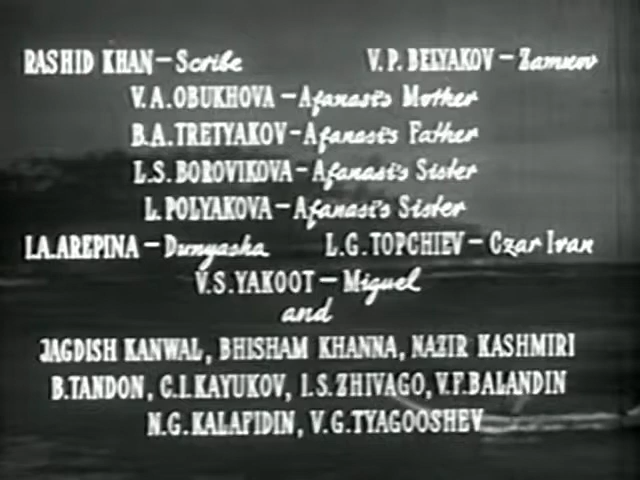 RASHID KHAN - Scribe V. P. BELYAKOV - Zamurov
V. A. OBUKHOVA - Afanasi's Mother
B. A. TRETYAKOV - Afanasi's Father
L. S. BOROVIKOVA - Afanasi's Sister
L. POLYAKOVA - Afanasi's Sister
I.A. AREPINA - Dunyasha L. G. TOPCHIEV - Czar Ivan
V. S. YAKOOT - Miguel
and
JAGDISH KANWAL, BHISHAM KHANNA, NAZIR KASHMIRI
B. TANDON, C. I. KAYUKOV, I. S. ZHIVAGO, V. F. BALANDIN
N. G. KALAFIDIN, V. G. TYAGOOSHEV